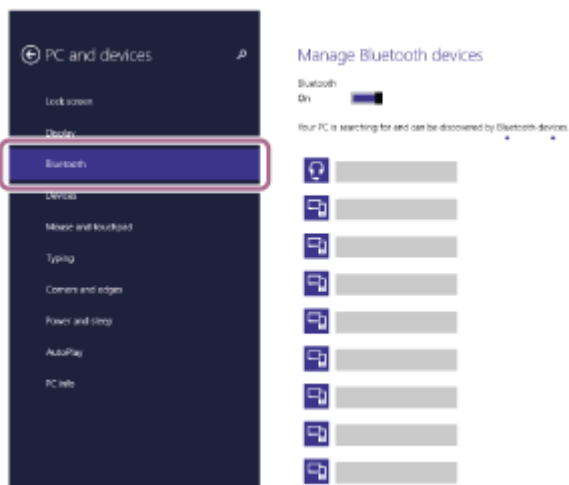 PC and devices
Lock screen
Display
Bluetooth
Devices
Mouse and touchpad
Typing
Corners and edges
Power and sleep
AutoPlay
PC info
Manage Bluetooth devices
Bluetooth
On
Your PC is searching for and can be discovered by Bluetooth devices.